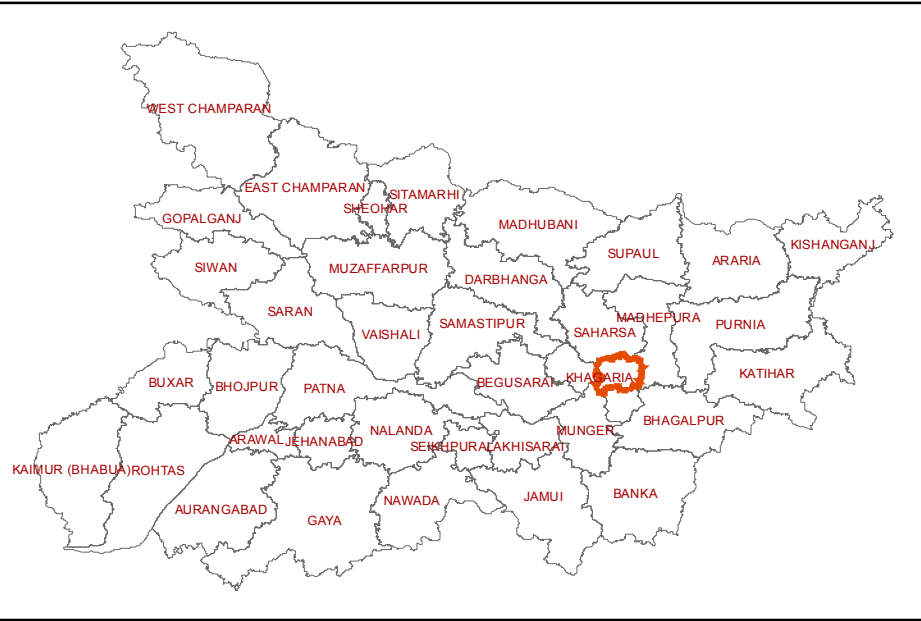 WEST CHAMPARAN
EAST CHAMPARAN
SITAMARHI
SHEOHAR
GOPALGANJ
MADHUBANI
KISHANGANJ
SUPAUL
ARARIA
SIWAN
MUZAFFARPUR
DARBHANGA
SARAN
MADHEPURA
SAMASTIPUR
PURNIA
VAISHALI
SAHARSA
KATIHAR
KHAGARIA
BUXAR
BHOJPUR
PATNA
BEGUSARAI
BHAGALPUR
NALANDA
MUNGER
ARAWAL
JEHANABAD
SEIKHPURA
LAKHISARAI
KAIMUR (BHABUA)
ROHTAS
BANKA
JAMUI
NAWADA
AURANGABAD
GAYA